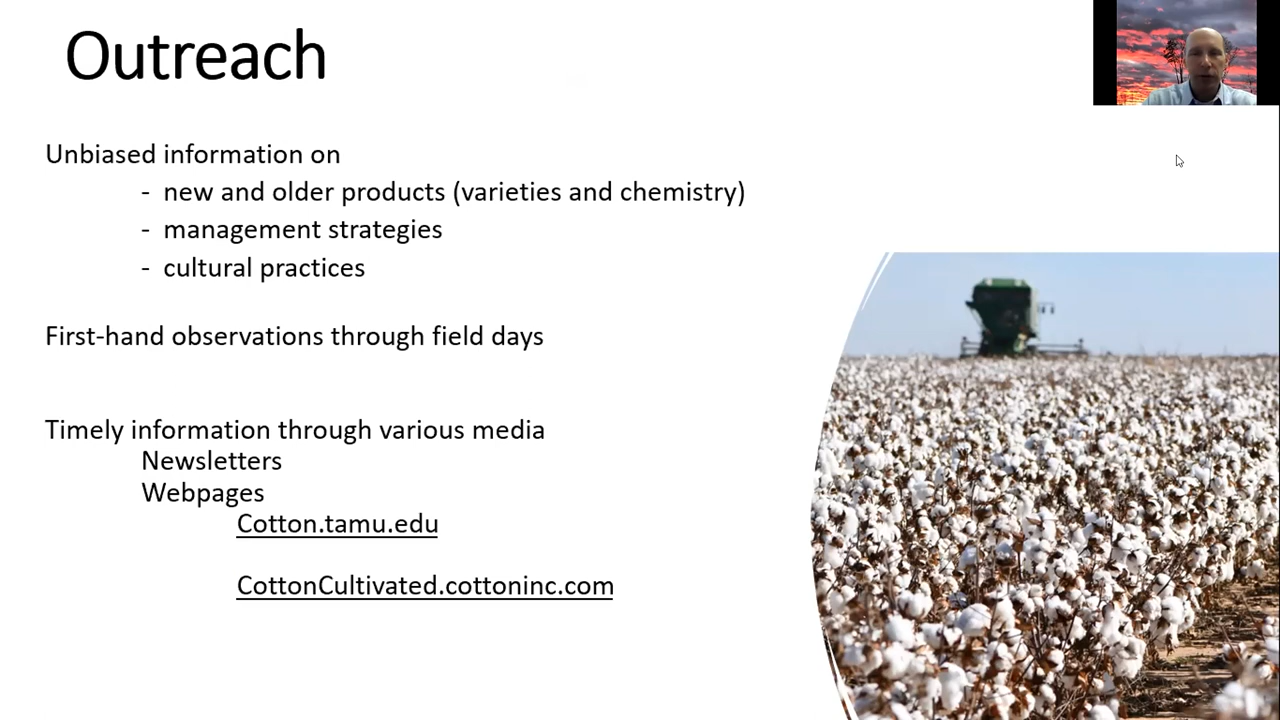 Outreach
Unbiased information on
- new and older products (varieties and chemistry)
- management strategies
- cultural practices
First-hand observations through field days
Timely information through various media
Newsletters
Webpages
Cotton.tamu.edu
CottonCultivated.cottoninc.com